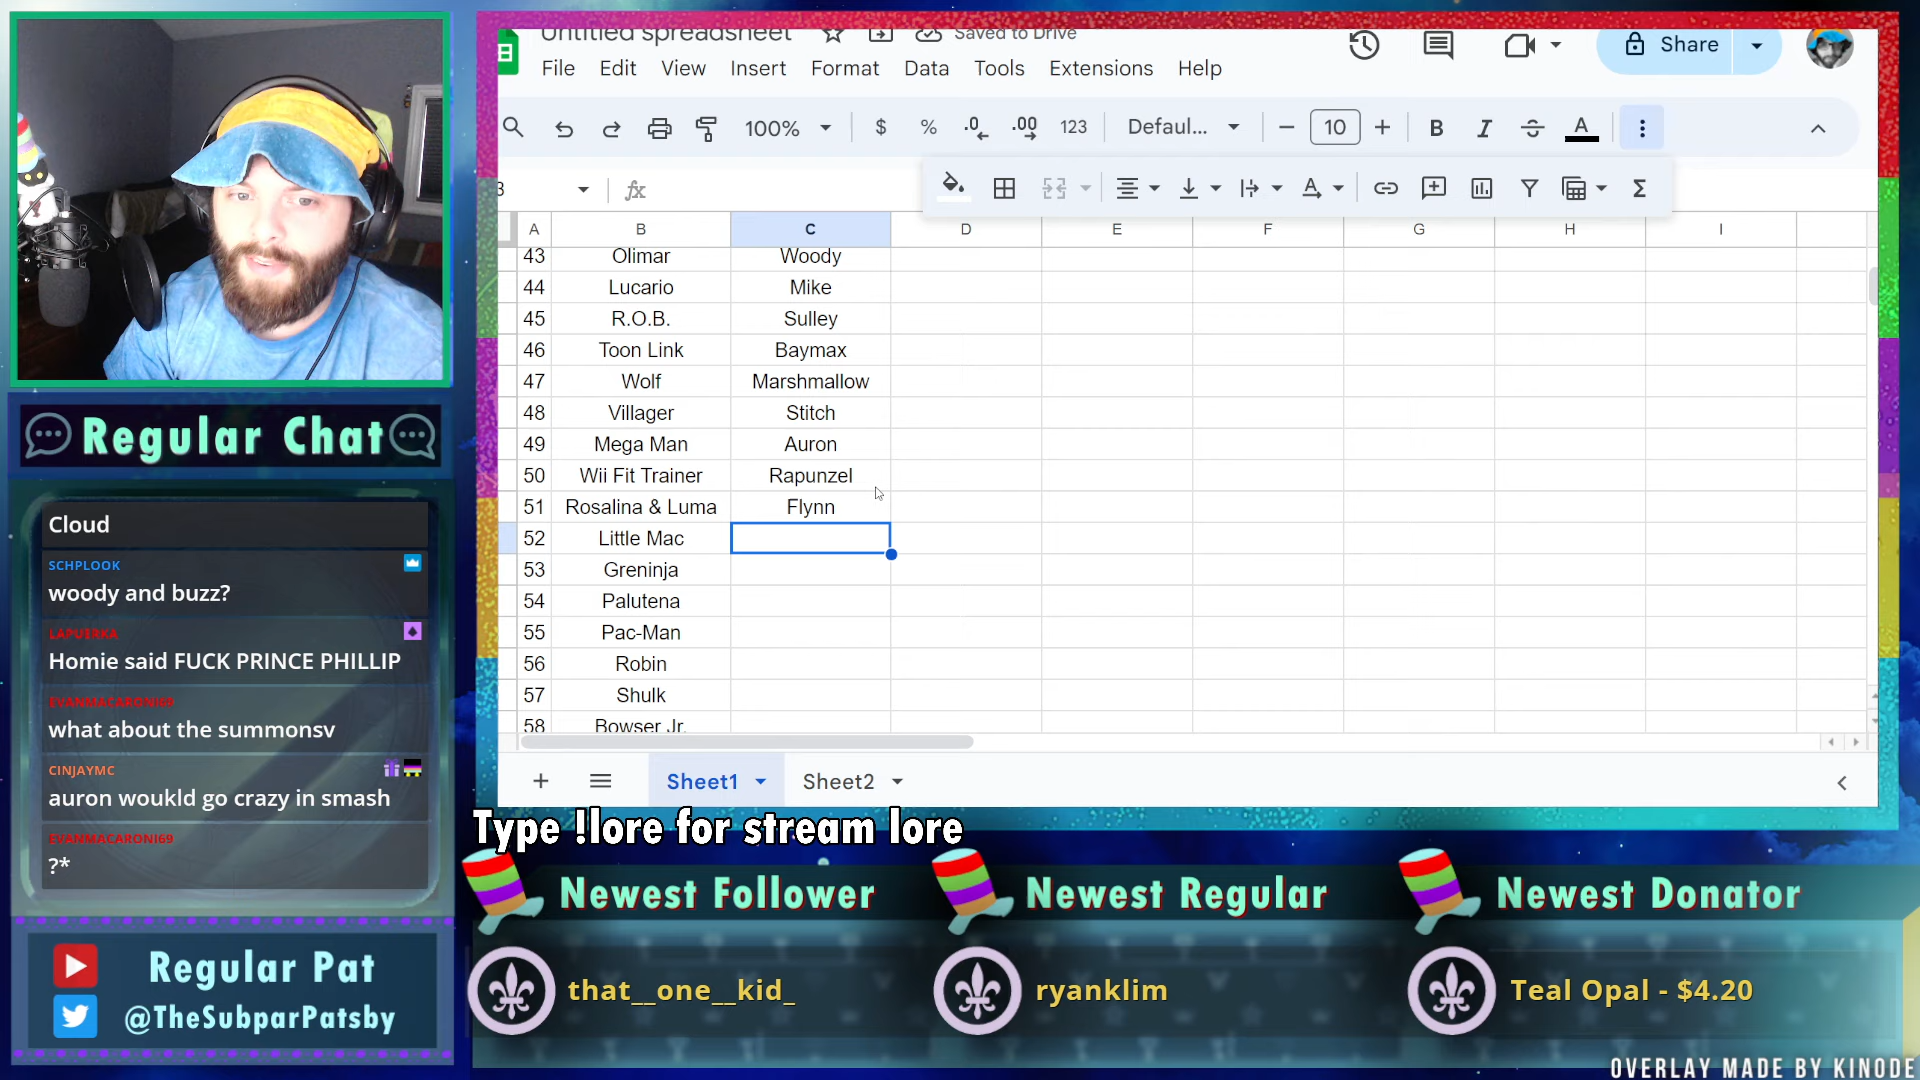 Untitled spreadsheet
Saved to Drive
File Edit View Insert Format Data Tools Extensions Help
Share
100%
$ % .0 .00 123
Defaul...
10
B I A
fx
A B C D E F G H I
43 Olimar Woody
44 Lucario Mike
45 R.O.B. Sulley
46 Toon Link Baymax
47 Wolf Marshmallow
48 Villager Stitch
49 Mega Man Auron
50 Wii Fit Trainer Rapunzel
51 Rosalina & Luma Flynn
52 Little Mac
53 Greninja
54 Palutena
55 Pac-Man
56 Robin
57 Shulk
58 Bowser Jr.
Sheet1 Sheet2
Regular Chat
Cloud
SCHPLOOK
woody and buzz?
LAPU3RKA
Homie said FUCK PRINCE PHILLIP
EVANMACARONI69
what about the summonsv
CINJAYMC
auron woukld go crazy in smash
EVANMACARONI69
?*
Regular Pat
@TheSubparPatsby
Type !lore for stream lore
Newest Follower
that__one__kid_
Newest Regular
ryanklim
Newest Donator
Teal Opal - $4.20
OVERLAY MADE BY KINODE